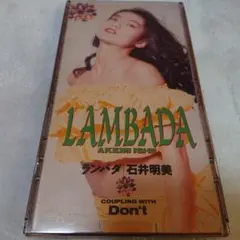 LAMBADA
AKEMI ISHII
ランバダ 石井明美
COUPLING WITH
Don't